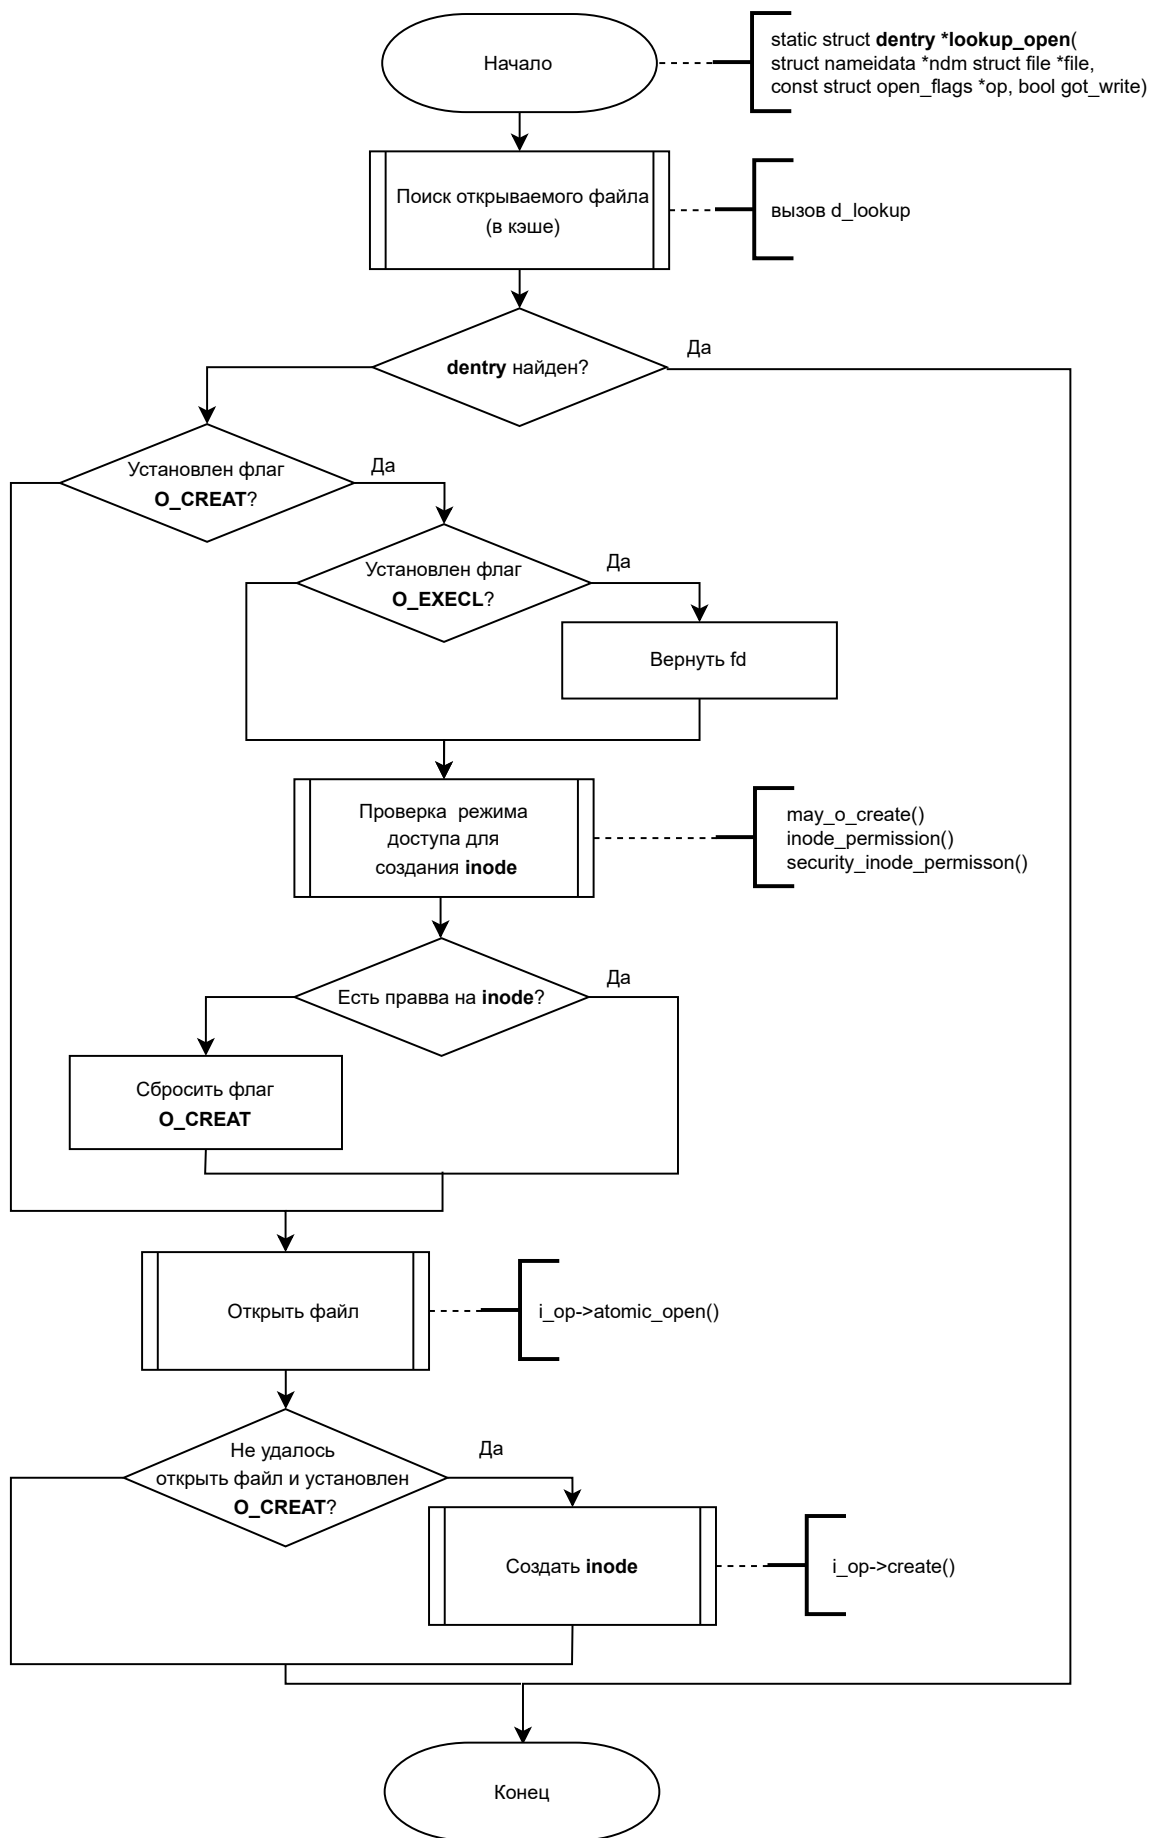 Начало
static struct dentry *lookup_open(
struct nameidata *ndm struct file *file,
const struct open_flags *op, bool got_write)
Поиск открываемого файла
(в кэше)
вызов d_lookup
dentry найден?
Да
Установлен флаг
O_CREAT?
Да
Установлен флаг
O_EXECL?
Да
Вернуть fd
Проверка режима
доступа для
создания inode
may_o_create()
inode_permission()
security_inode_permisson()
Есть правва на inode?
Да
Сбросить флаг
O_CREAT
Открыть файл
i_op->atomic_open()
Не удалось
открыть файл и установлен
O_CREAT?
Да
Создать inode
i_op->create()
Конец